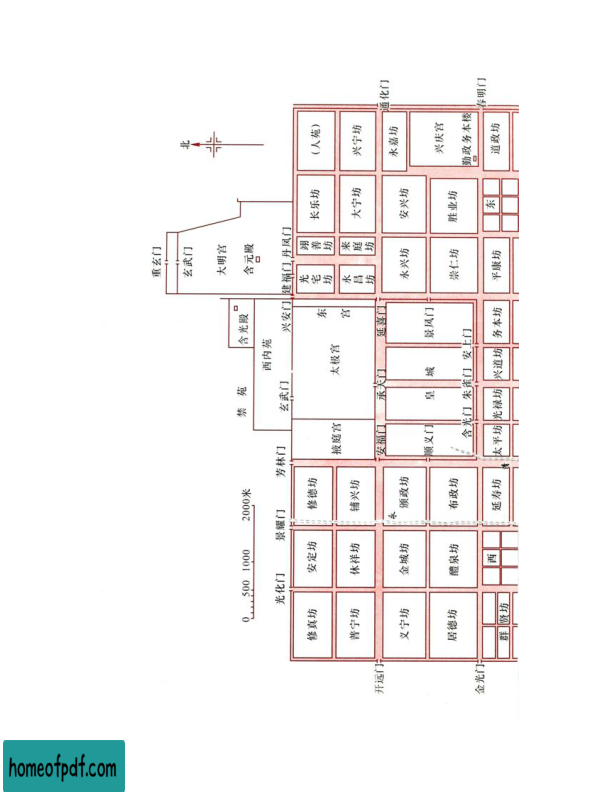 通化门
春明门
北
(入苑)
兴宁坊
永嘉坊
兴庆宫
勤政务本楼
道政坊
长乐坊
大宁坊
安兴坊
胜业坊
东
重玄门
玄武门
大明宫
含元殿
丹凤门
翊善坊
来庭坊
永兴坊
崇仁坊
平康坊
建福门
光宅坊
永昌坊
含光殿
西内苑
兴安门
东宫
延喜门
景风门
安上门
务本坊
禁苑
玄武门
太极宫
承天门
皇城
朱雀门
兴道坊
含光门
光禄坊
掖庭宫
安福门
顺义门
太平坊
芳林门
修德坊
辅兴坊
颁政坊
布政坊
延寿坊
永
景耀门
安定坊
休祥坊
金城坊
醴泉坊
西
光化门
修真坊
普宁坊
义宁坊
居德坊
群贤坊
开远门
金光门
0 500 1000 2000米
homeofpdf.com